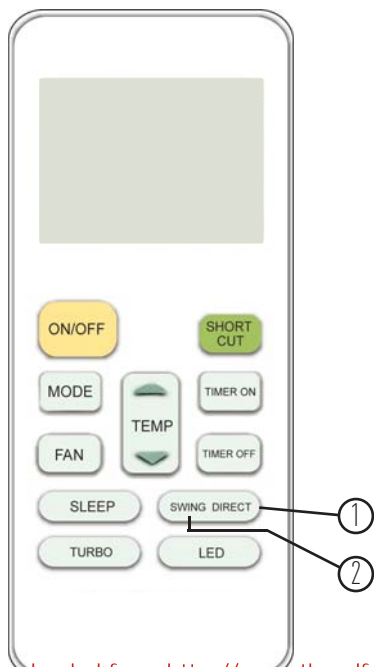 ON/OFF
SHORT
CUT
MODE
TEMP
TIMER ON
FAN
TIMER OFF
SLEEP
SWING DIRECT
1
TURBO
LED
2